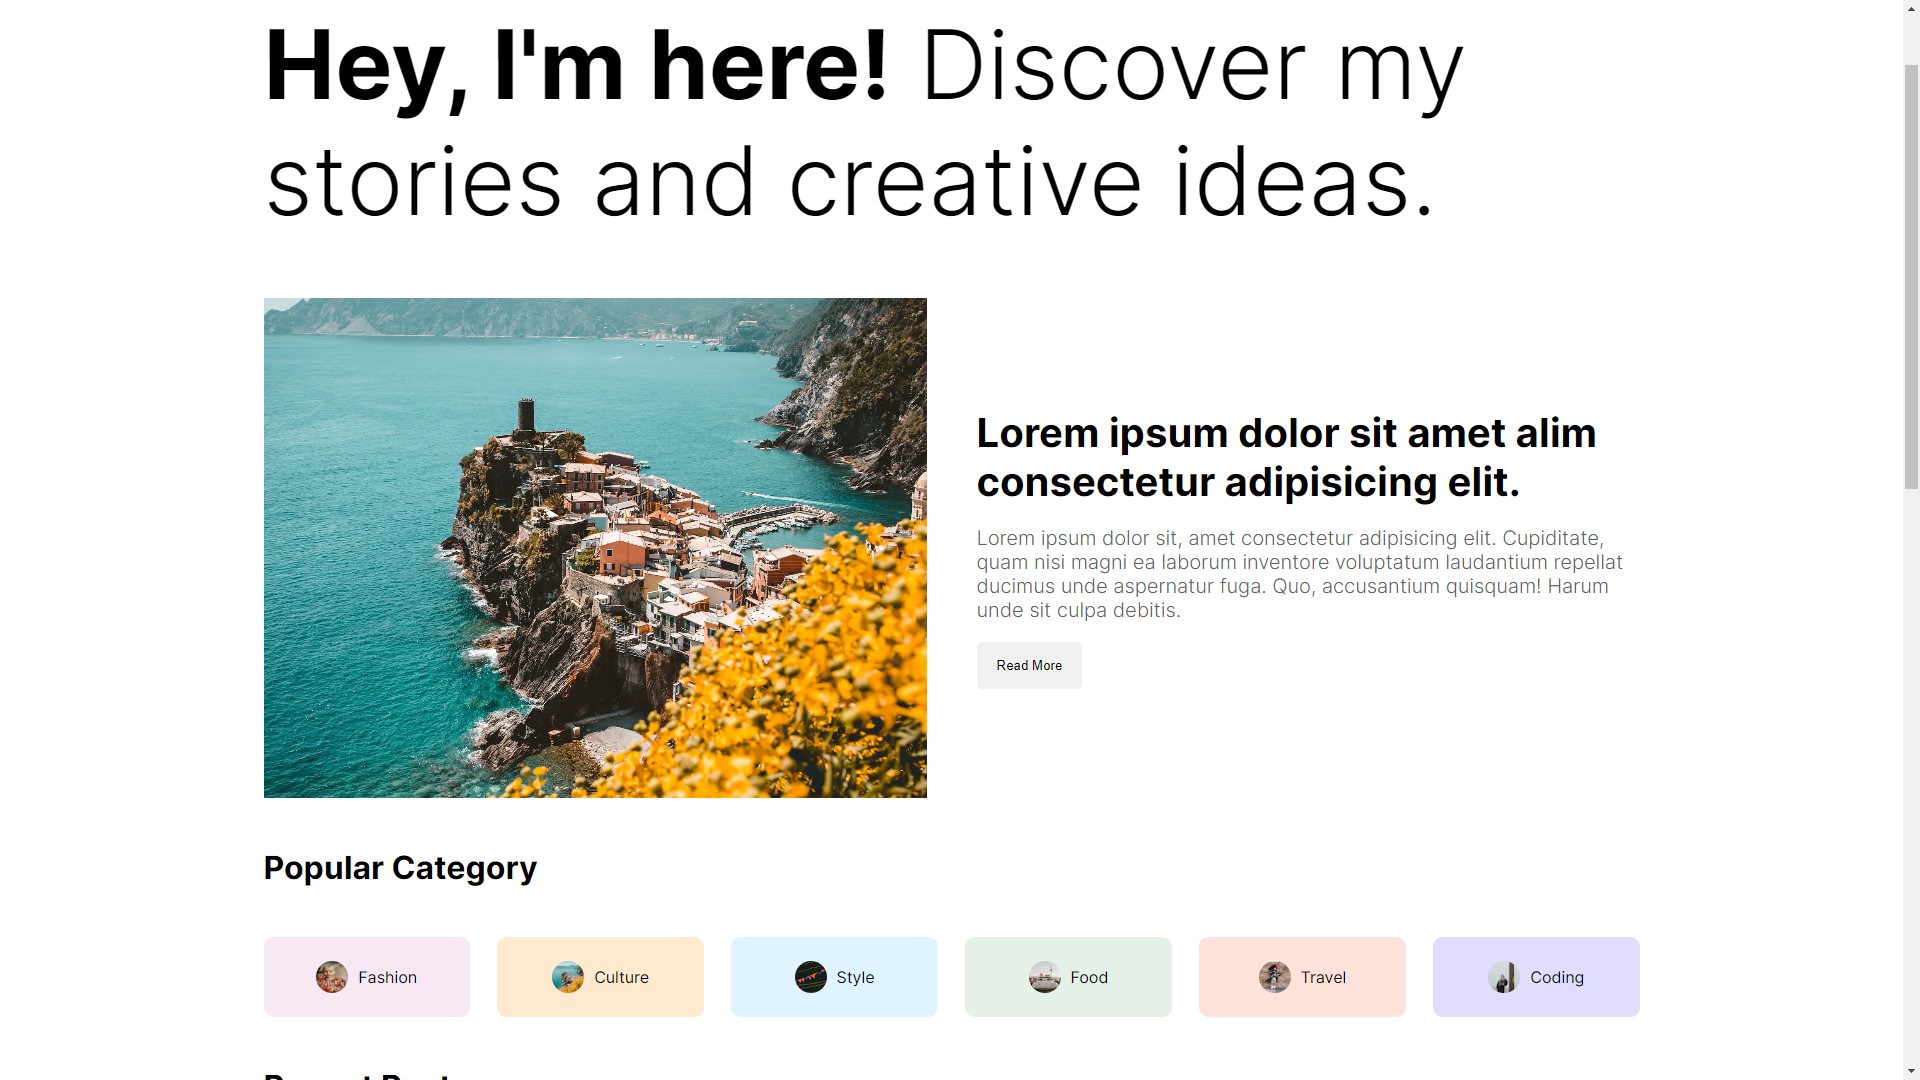 Hey, I'm here! Discover my
stories and creative ideas.
Lorem ipsum dolor sit amet alim
consectetur adipisicing elit.
Lorem ipsum dolor sit, amet consectetur adipisicing elit. Cupiditate,
quam nisi magni ea laborum inventore voluptatum laudantium repellat
ducimus unde aspernatur fuga. Quo, accusantium quisquam! Harum
unde sit culpa debitis.
Read More
Popular Category
Fashion
Culture
Style
Food
Travel
Coding